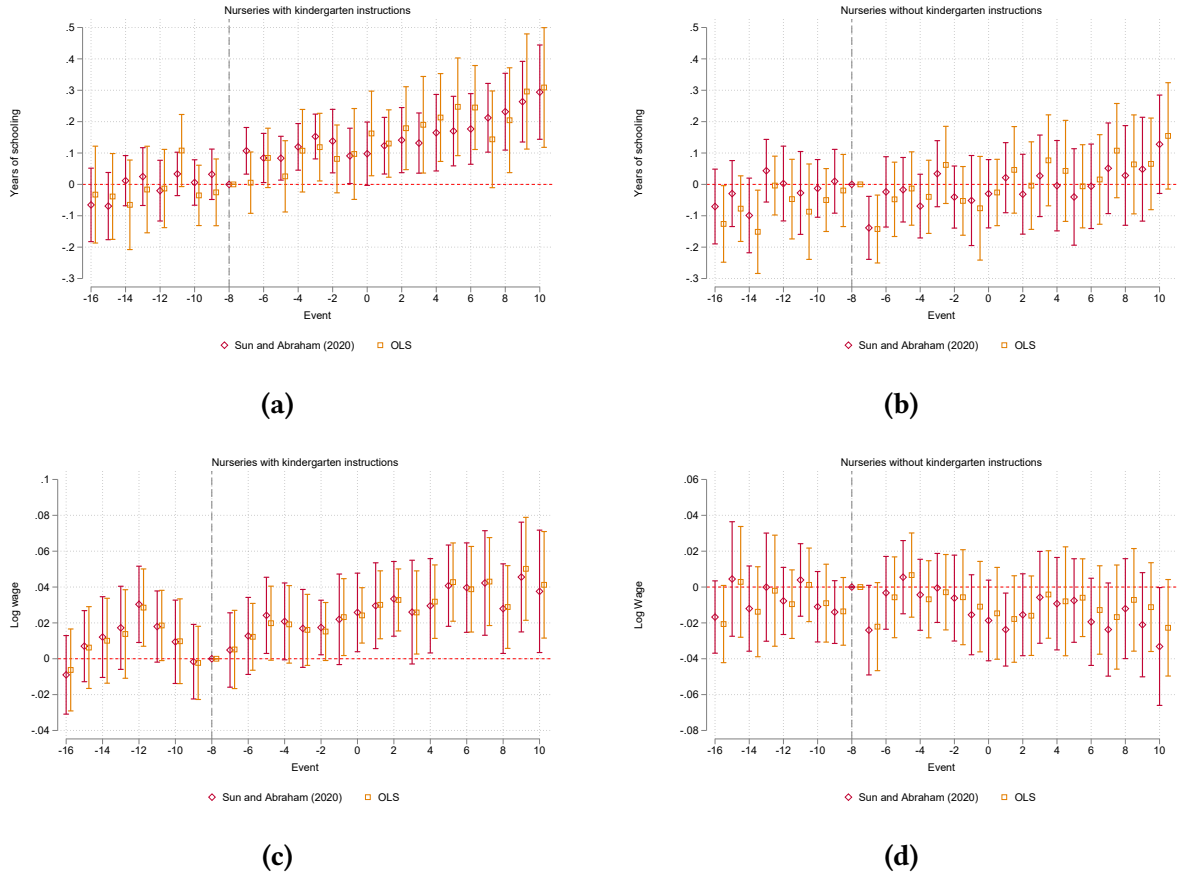 Nurseries with kindergarten instructions
.5
.4
.3
.2
.1
0
-.1
-.2
-.3
Years of schooling
-16 -14 -12 -10 -8 -6 -4 -2 0 2 4 6 8 10
Event
Sun and Abraham (2020) OLS
(a)
Nurseries without kindergarten instructions
.5
.4
.3
.2
.1
0
-.1
-.2
-.3
Years of schooling
-16 -14 -12 -10 -8 -6 -4 -2 0 2 4 6 8 10
Event
Sun and Abraham (2020) OLS
(b)
Nurseries with kindergarten instructions
.1
.08
.06
.04
.02
0
-.02
-.04
Log wage
-16 -14 -12 -10 -8 -6 -4 -2 0 2 4 6 8 10
Event
Sun and Abraham (2020) OLS
(c)
Nurseries without kindergarten instructions
.06
.04
.02
0
-.02
-.04
-.06
-.08
Log Wage
-16 -14 -12 -10 -8 -6 -4 -2 0 2 4 6 8 10
Event
Sun and Abraham (2020) OLS
(d)